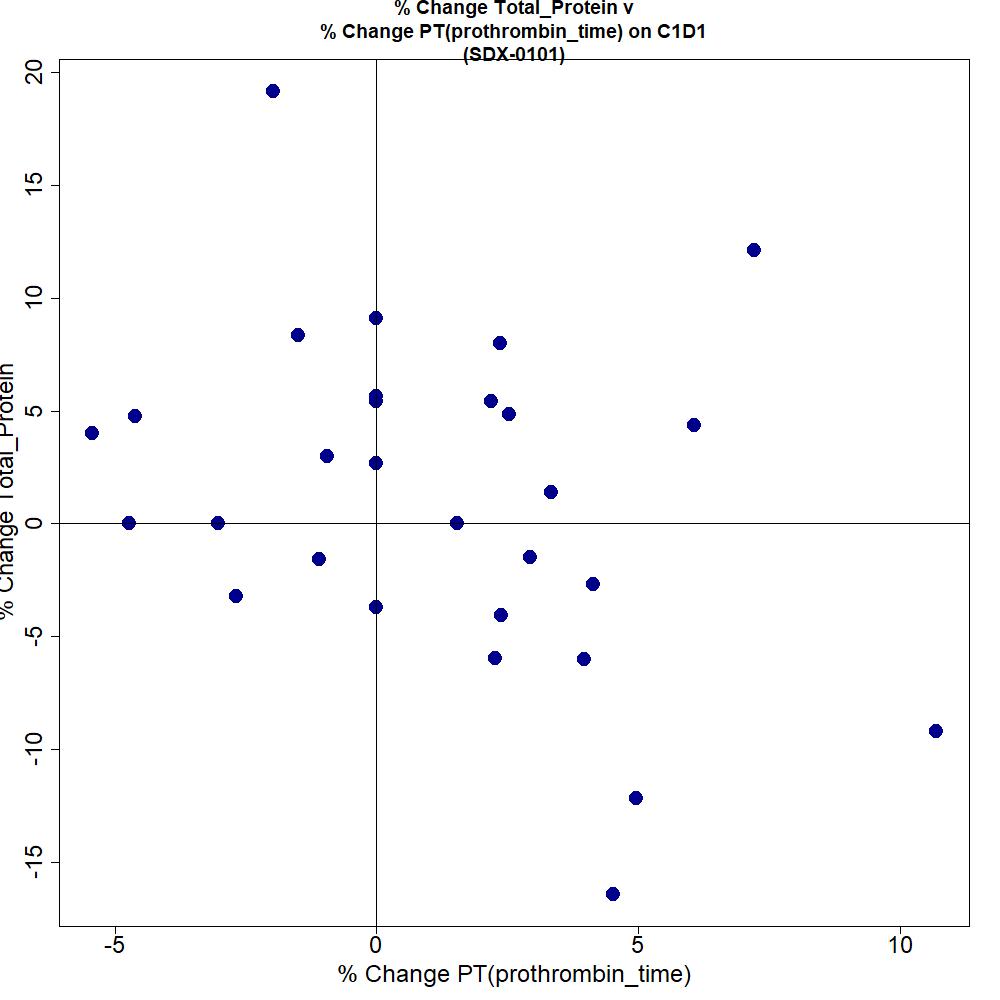 % Change Total_Protein v
% Change PT(prothrombin_time) on C1D1
(SDX-0101)
% Change Total_Protein
20
15
10
5
0
-5
-10
-15
-5
0
5
10
% Change PT(prothrombin_time)